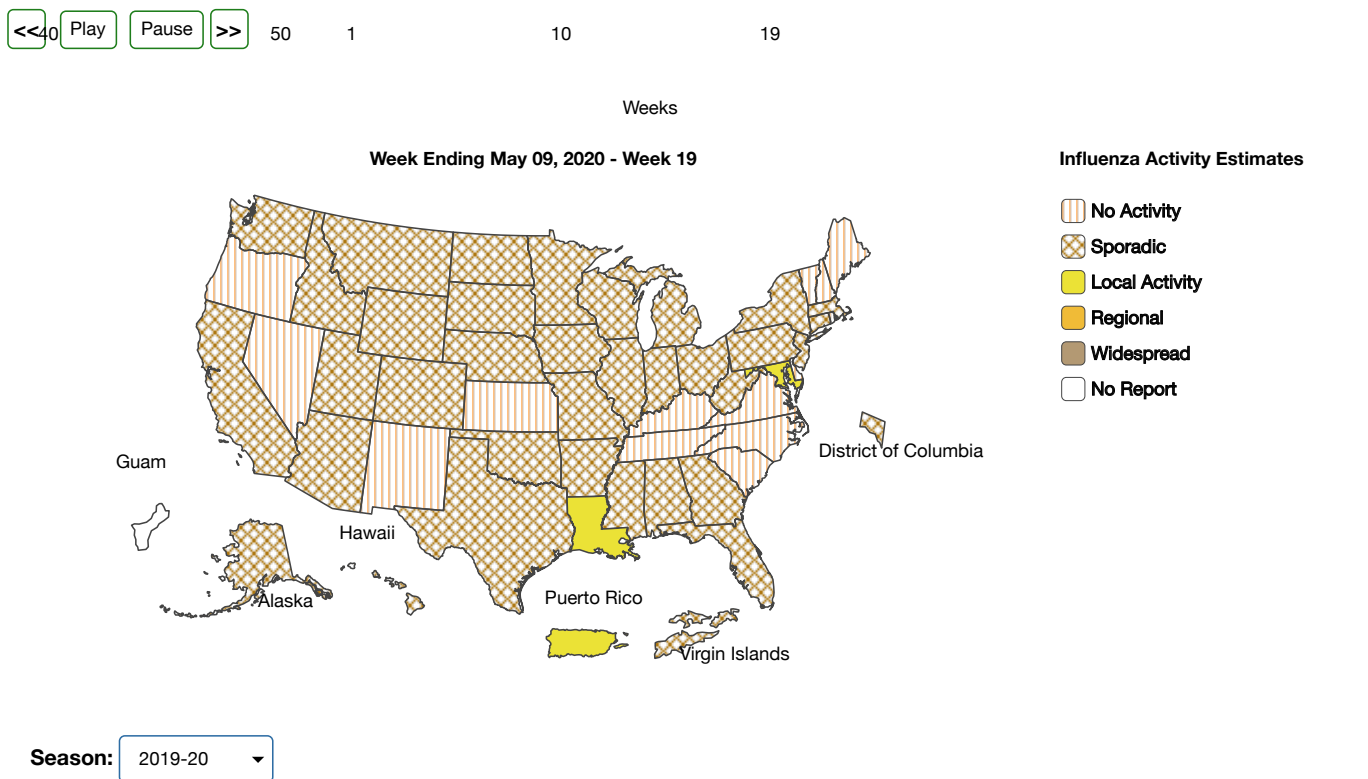 << 40 Play Pause >> 50 1 10 19
Weeks
Week Ending May 09, 2020 - Week 19
Influenza Activity Estimates
No Activity
Sporadic
Local Activity
Regional
Widespread
No Report
District of Columbia
Guam
Hawaii
Alaska
Puerto Rico
Virgin Islands
Season: 2019-20